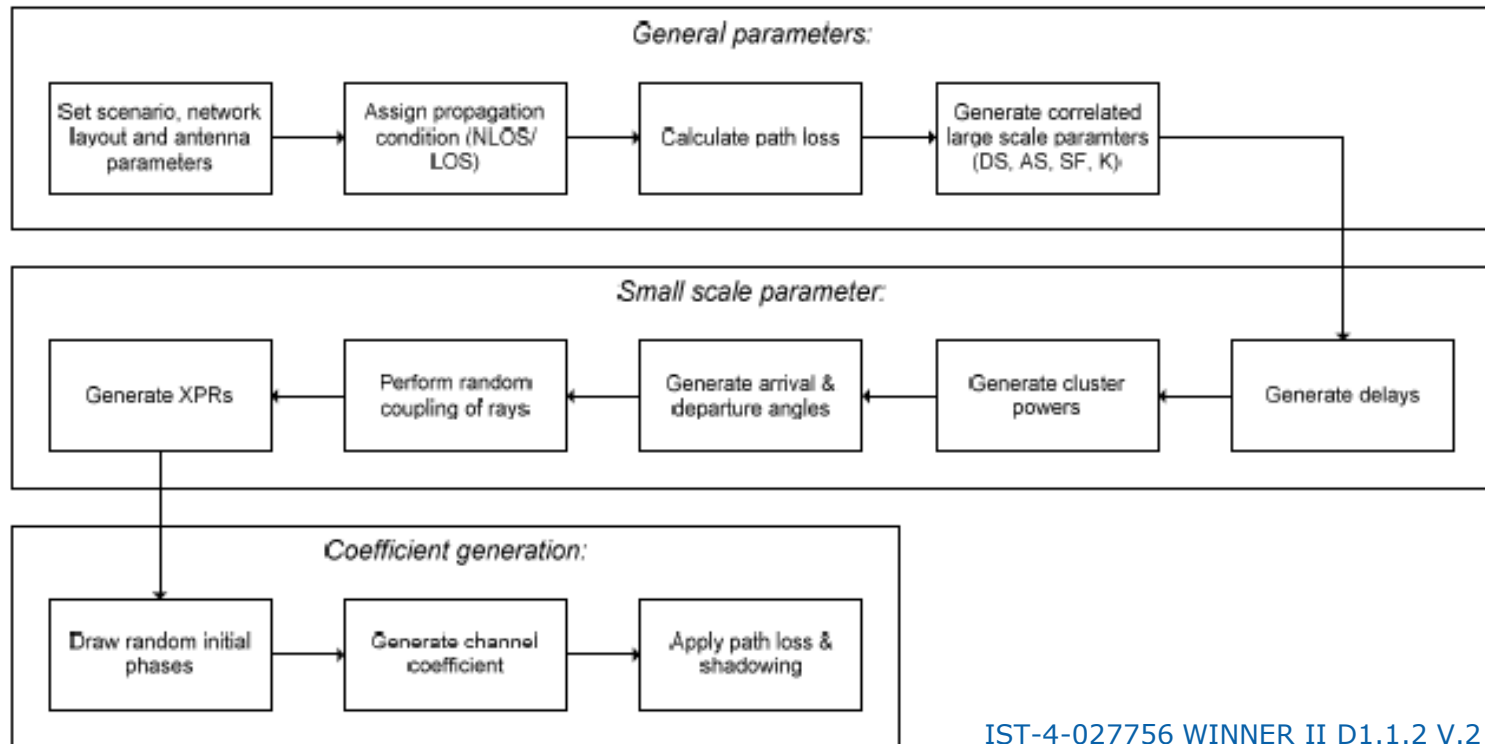 General parameters:
Set scenario, network
layout and antenna
parameters
Assign propagation
condition (NLOS/
LOS)
Calculate path loss
Generate correlated
large scale paramters
(DS, AS, SF, K)
Small scale parameter:
Generate XPRs
Perform random
coupling of rays
Generate arrival &
departure angles
Generate cluster
powers
Generate delays
Coefficient generation:
Draw random initial
phases
Generate channel
coefficient
Apply path loss &
shadowing
IST-4-027756 WINNER II D1.1.2 V.2